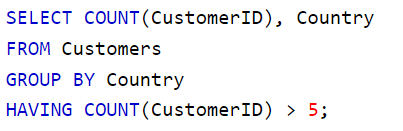 SELECT COUNT(CustomerID), Country
FROM Customers
GROUP BY Country
HAVING COUNT(CustomerID) > 5;